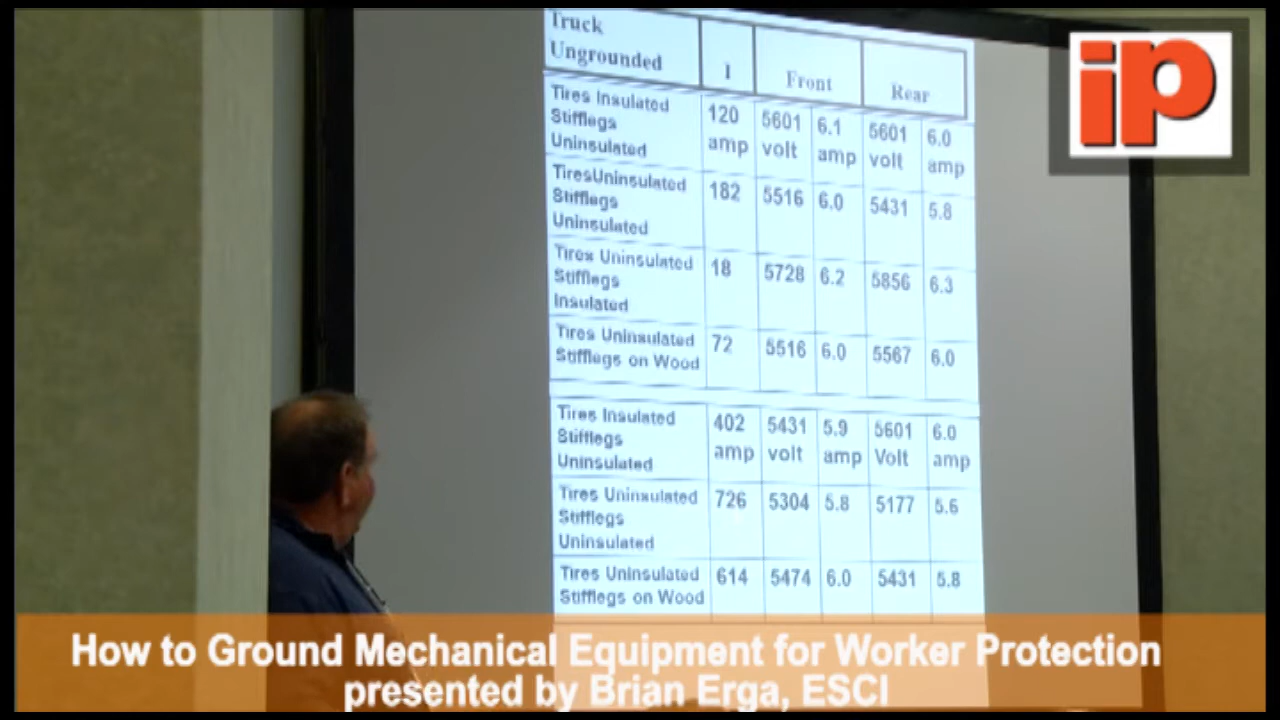 Truck
Ungrounded
I
Front
Rear
Tires Insulated
Stifflegs
Uninsulated
120
amp
5601
volt
6.1
amp
5601
volt
6.0
amp
TiresUninsulated
Stifflegs
Uninsulated
182
5516
6.0
5431
5.8
Tires Uninsulated
Stifflegs
Insulated
18
5728
6.2
5856
6.3
Tires Uninsulated
Stifflegs on Wood
72
5516
6.0
5567
6.0
Tires Insulated
Stifflegs
Uninsulated
402
amp
5431
volt
5.9
amp
5601
Volt
6.0
amp
Tires Uninsulated
Stifflegs
Uninsulated
726
5304
5.8
5177
5.6
Tires Uninsulated
Stifflegs on Wood
614
5474
6.0
5431
5.8
ip
How to Ground Mechanical Equipment for Worker Protection
presented by Brian Erga, ESCI